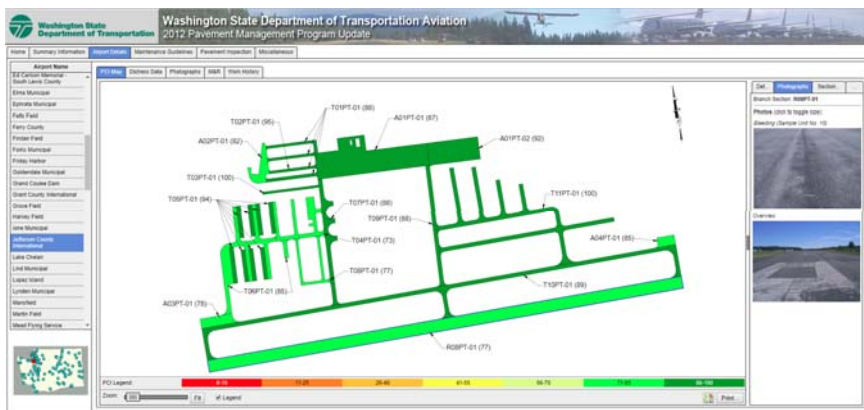 Washington State
Department of Transportation
Washington State Department of Transportation Aviation
2012 Pavement Management Program Update
Home
Summary Information
Airport Details
Maintenance Guidelines
Pavement Inspection
Miscellaneous
Airport Name
Ed Carlson Memorial -
South Lewis County
Elma Municipal
Ephrata Municipal
Felts Field
Ferry County
Firstair Field
Forks Municipal
Friday Harbor
Goldendale Municipal
Grand Coulee Dam
Grant County International
Grove Field
Harvey Field
Ione Municipal
Jefferson County
International
Lake Chelan
Lind Municipal
Lopez Island
Lynden Municipal
Mansfield
Martin Field
Mead Flying Service
PCI Map
Distress Data
Photographs
M&R
Work History
T01PT-01 (88)
T02PT-01 (95)
A01PT-01 (87)
A02PT-01 (82)
A01PT-02 (92)
T03PT-01 (100)
T11PT-01 (100)
T05PT-01 (94)
T07PT-01 (88)
T09PT-01 (88)
T04PT-01 (73)
A04PT-01 (85)
T08PT-01 (77)
T06PT-01 (85)
T10PT-01 (89)
A03PT-01 (78)
R08PT-01 (77)
PCI Legend:
0-10
11-25
26-40
41-55
56-70
71-85
86-100
Zoom:
Fit
Legend
Print...
Det...
Photographs
Section...
...
Branch Section: R08PT-01
Photos (click to toggle size):
Bleeding (Sample Unit No. 10)
Overview